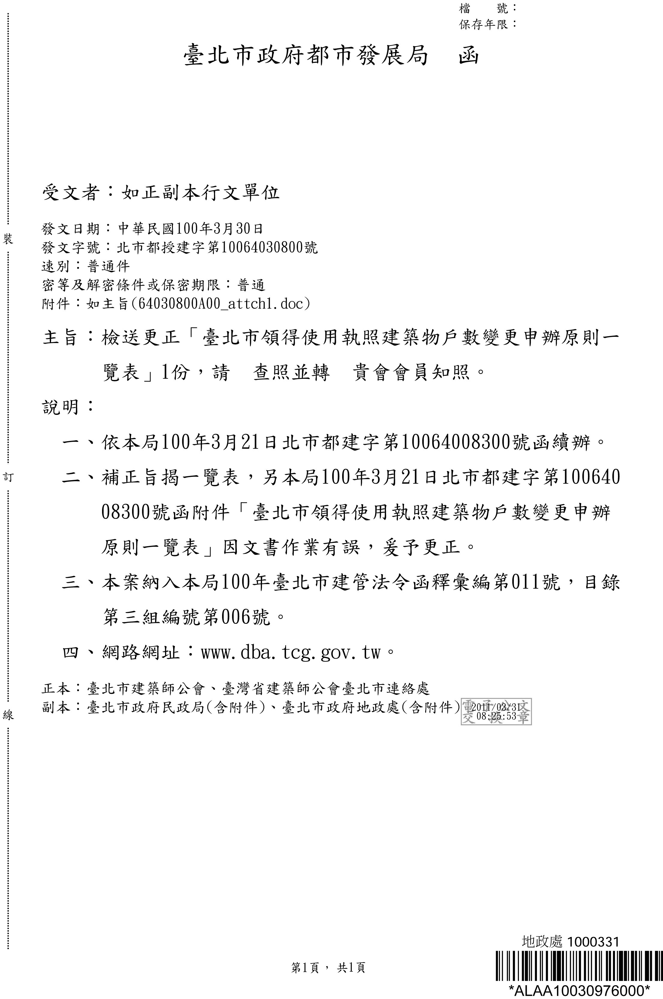 檔　　號：
保存年限：
臺北市政府都市發展局　函
受文者：如正副本行文單位
發文日期：中華民國100年3月30日
發文字號：北市都授建字第10064030800號
速別：普通件
密等及解密條件或保密期限：普通
附件：如主旨(64030800A00_attch1.doc)
主旨：檢送更正「臺北市領得使用執照建築物戶數變更申辦原則一
覽表」1份，請　查照並轉　貴會會員知照。
說明：
一、依本局100年3月21日北市都建字第10064008300號函續辦。
二、補正旨揭一覽表，另本局100年3月21日北市都建字第100640
08300號函附件「臺北市領得使用執照建築物戶數變更申辦
原則一覽表」因文書作業有誤，爰予更正。
三、本案納入本局100年臺北市建管法令函釋彙編第011號，目錄
第三組編號第006號。
四、網路網址：www.dba.tcg.gov.tw。
正本：臺北市建築師公會、臺灣省建築師公會臺北市連絡處
副本：臺北市政府民政局(含附件)、臺北市政府地政處(含附件)
電子公文
2011/03/31
交換章
08:25:53
裝
訂
線
地政處 1000331
第1頁，共1頁
*ALAA10030976000*